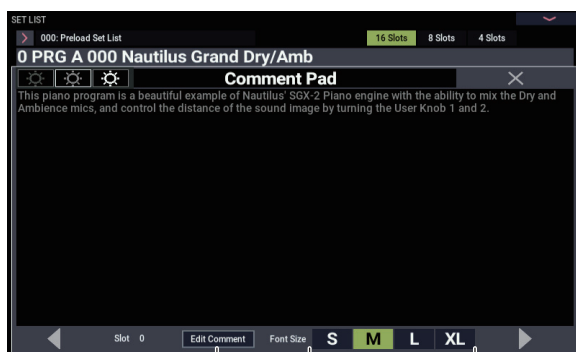 SET LIST
000: Preload Set List
16 Slots 8 Slots 4 Slots
0 PRG A 000 Nautilus Grand Dry/Amb
Comment Pad
This piano program is a beautiful example of Nautilus' SGX-2 Piano engine with the ability to mix the Dry and
Ambience mics, and control the distance of the sound image by turning the User Knob 1 and 2.
Slot 0 Edit Comment Font Size S M L XL